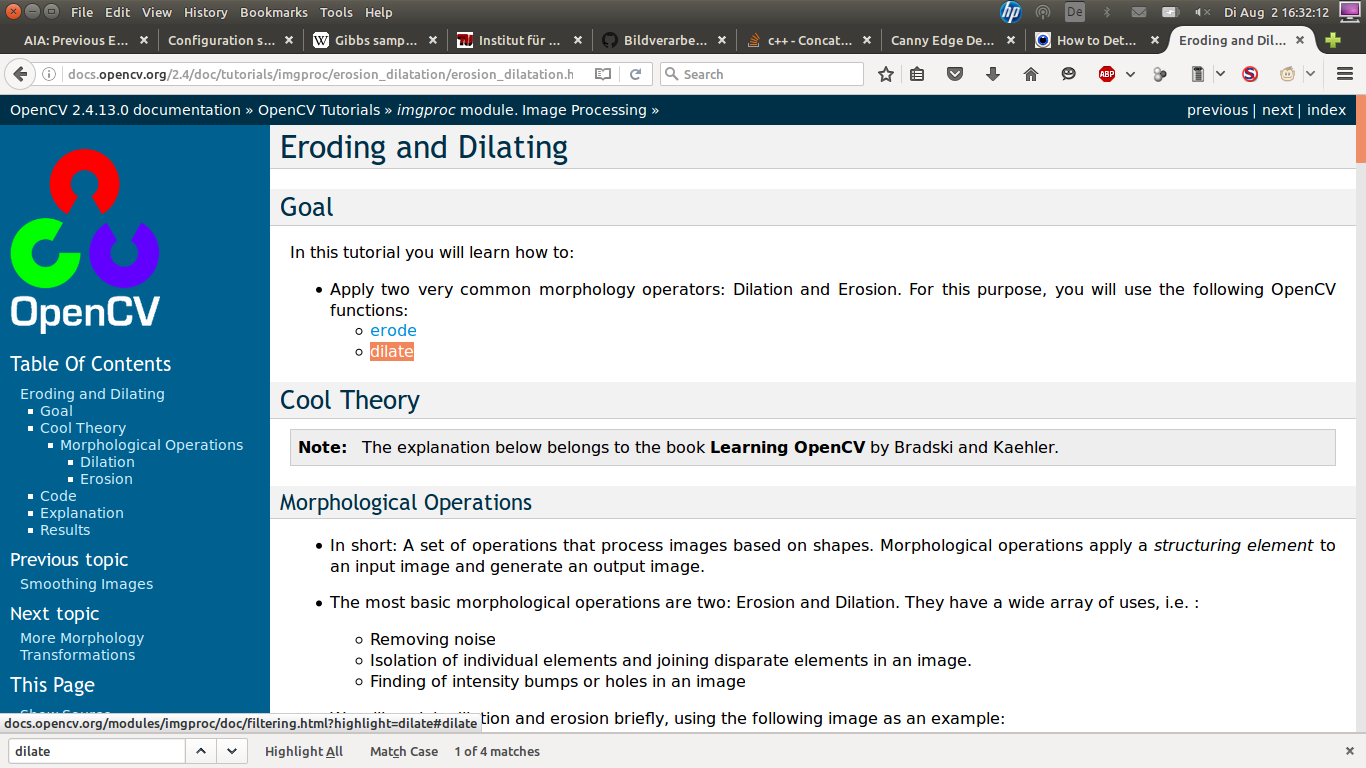 File Edit View History Bookmarks Tools Help
De
Di Aug 2 16:32:12
AIA: Previous E...
Configuration s...
Gibbs samp...
Institut für ...
Bildverarbe...
c++ - Concat...
Canny Edge De...
How to Det...
Eroding and Dil...
docs.opencv.org/2.4/doc/tutorials/imgproc/erosion_dilatation/erosion_dilatation.h
Search
ABP
OpenCV 2.4.13.0 documentation » OpenCV Tutorials » imgproc module. Image Processing »
previous | next | index
OpenCV
Table Of Contents
Eroding and Dilating
Goal
Cool Theory
Morphological Operations
Dilation
Erosion
Code
Explanation
Results
Previous topic
Smoothing Images
Next topic
More Morphology
Transformations
This Page
Show Source
Eroding and Dilating
Goal
In this tutorial you will learn how to:
Apply two very common morphology operators: Dilation and Erosion. For this purpose, you will use the following OpenCV
functions:
erode
dilate
Cool Theory
Note: The explanation below belongs to the book Learning OpenCV by Bradski and Kaehler.
Morphological Operations
In short: A set of operations that process images based on shapes. Morphological operations apply a structuring element to
an input image and generate an output image.
The most basic morphological operations are two: Erosion and Dilation. They have a wide array of uses, i.e. :
Removing noise
Isolation of individual elements and joining disparate elements in an image.
Finding of intensity bumps or holes in an image
and erosion briefly, using the following image as an example:
docs.opencv.org/modules/imgproc/doc/filtering.html?highlight=dilate#dilate
dilate
Highlight All
Match Case
1 of 4 matches